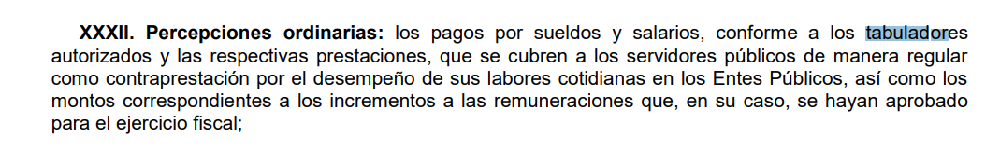 XXXII. Percepciones ordinarias: los pagos por sueldos y salarios, conforme a los tabuladores
autorizados y las respectivas prestaciones, que se cubren a los servidores públicos de manera regular
como contraprestación por el desempeño de sus labores cotidianas en los Entes Públicos, así como los
montos correspondientes a los incrementos a las remuneraciones que, en su caso, se hayan aprobado
para el ejercicio fiscal;